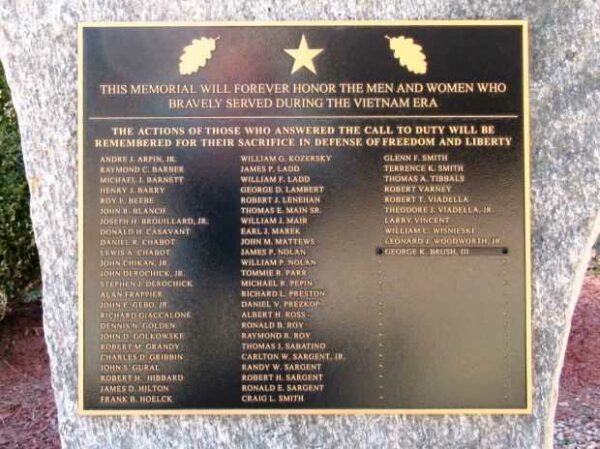 THIS MEMORIAL WILL FOREVER HONOR THE MEN AND WOMEN WHO
BRAVELY SERVED DURING THE VIETNAM ERA
THE ACTIONS OF THOSE WHO ANSWERED THE CALL TO DUTY WILL BE
REMEMBERED FOR THEIR SACRIFICE IN DEFENSE OF FREEDOM AND LIBERTY
ANDRE J. ARPIN, JR.
RAYMOND C. BARBER
MICHAEL J. BARNETT
HENRY J. BARRY
ROY E. BEEBE
JOHN B. BLANCH
JOSEPH H. BROUILLARD, JR.
DONALD H. CASAVANT
DANIEL R. CHABOT
LEWIS A. CHABOT
JOHN CHIKAN, JR.
JOHN DEROCHICK, JR.
STEPHEN J. DEROCHICK
ALAN FRAPPIER
JOHN E. GEBO, JR.
RICHARD GIACCALONE
DENNIS N. GOLDEN
JOHN D. GOLKOWSKE
ROBERT M. GRANDY
CHARLES D. GRIBBIN
JOHN S. GURAL
ROBERT H. HIBBARD
JAMES D. HILTON
FRANK B. HOELCK
WILLIAM G. KOZERSKY
JAMES P. LADD
WILLIAM F. LADD
GEORGE D. LAMBERT
ROBERT J. LENEHAN
THOMAS E. MAIN SR.
WILLIAM J. MAIR
EARL J. MAREK
JOHN M. MATTEWS
JAMES P. NOLAN
WILLIAM P. NOLAN
TOMMIE B. PARR
MICHAEL R. PEPIN
RICHARD L. PRESTON
DANIEL V. PREZKOP
ALBERT H. ROSS
RONALD B. ROY
RAYMOND R. ROY
THOMAS J. SABATINO
CARLTON W. SARGENT, JR.
RANDY W. SARGENT
ROBERT H. SARGENT
RONALD E. SARGENT
CRAIG L. SMITH
GLENN F. SMITH
TERRENCE K. SMITH
THOMAS A. TIBBALS
ROBERT VARNEY
ROBERT T. VIADELLA
THEODORE J. VIADELLA, JR.
LARRY VINCENT
WILLIAM C. WISNIESKE
LEONARD J. WOODWORTH, JR.
GEORGE K. BRUSH, III